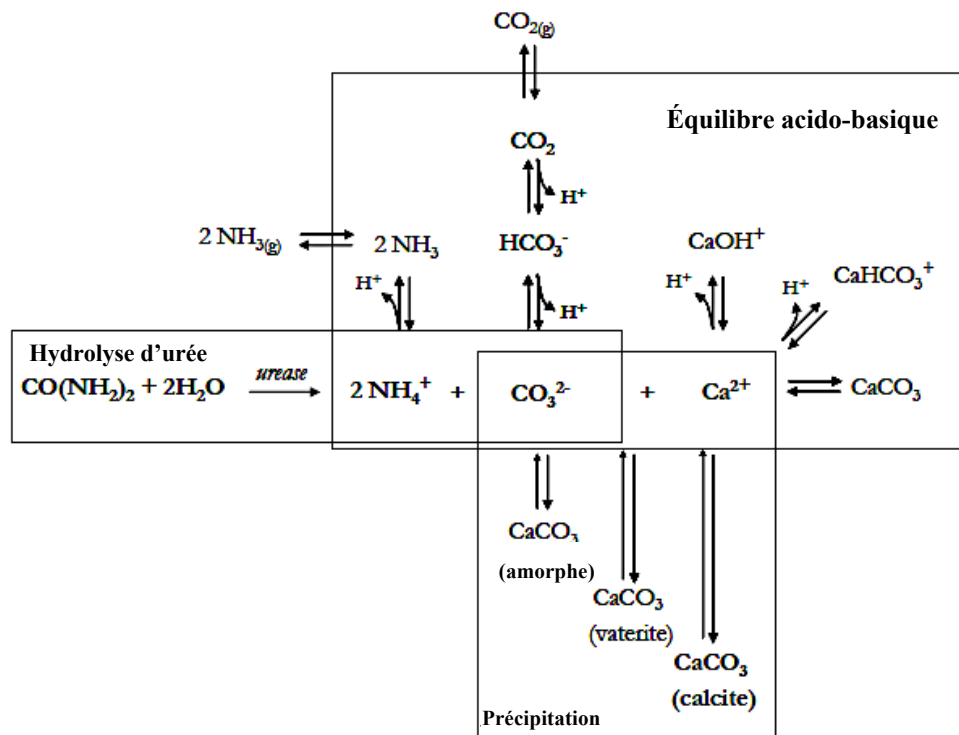 CO₂(g)
Équilibre acido-basique
CO₂
H⁺
2 NH₃(g)
2 NH₃
HCO₃⁻
CaOH⁺
CaHCO₃⁺
H⁺
H⁺
H⁺
H⁺
Hydrolyse d’urée
CO(NH₂)₂ + 2H₂O urease 2 NH₄⁺ + CO₃²⁻ + Ca²⁺ CaCO₃
CaCO₃
(amorphe)
CaCO₃
(vaterite)
CaCO₃
(calcite)
Précipitation